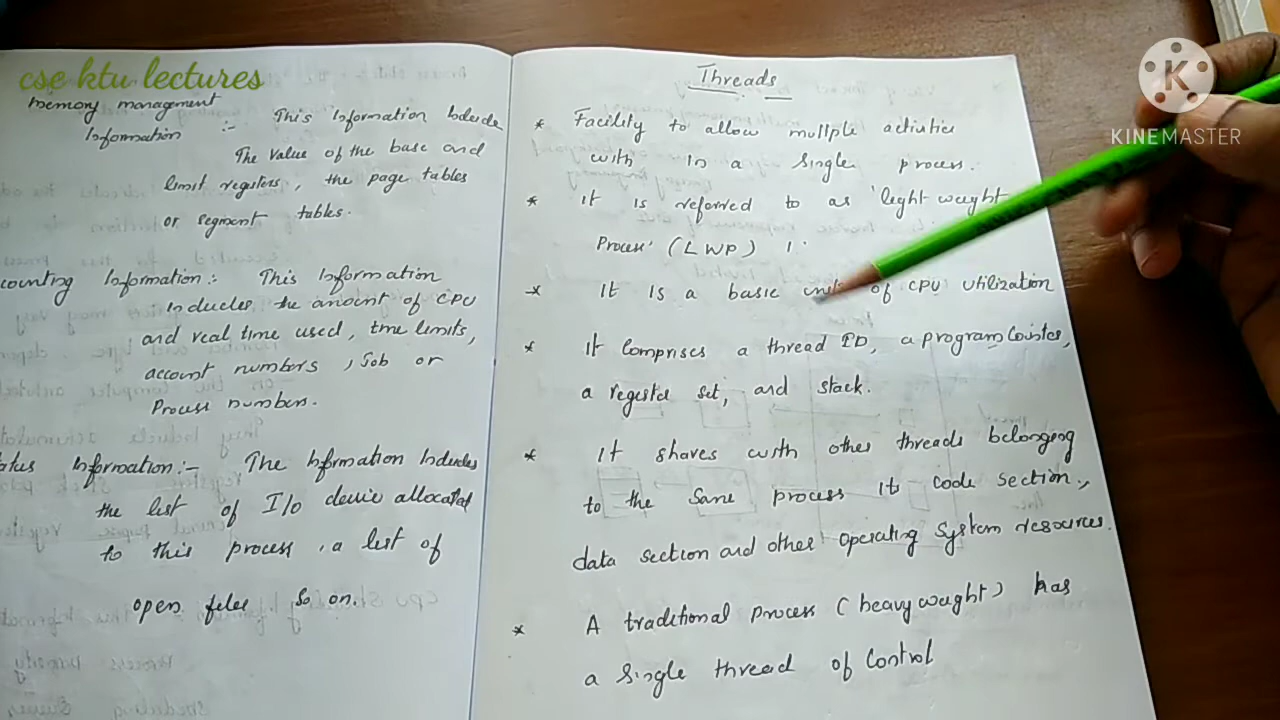 cse ktu lectures
Memory management
Information :- This Information Include
The value of the base and
limit registers, the page tables
or segment tables.
counting Information :- This Information
includes the amount of CPU
and real time used, time limits,
account numbers, Job or
Process numbers.
atus Information :- The Information Includes
the list of I/O device allocated
to this process, a list of
open files so on.
Threads
* Facility to allow multiple activities
with in a single process.
* It is referred to as 'light weight
Process' (LWP)
* It is a basic unit of CPU utilization
* It comprises a thread ID, a program counter,
a register set, and stack.
* It shares with other threads belonging
to the same process its code section,
data section and other operating system resources.
* A traditional process (heavy weight) has
a single thread of control
K
KINEMASTER